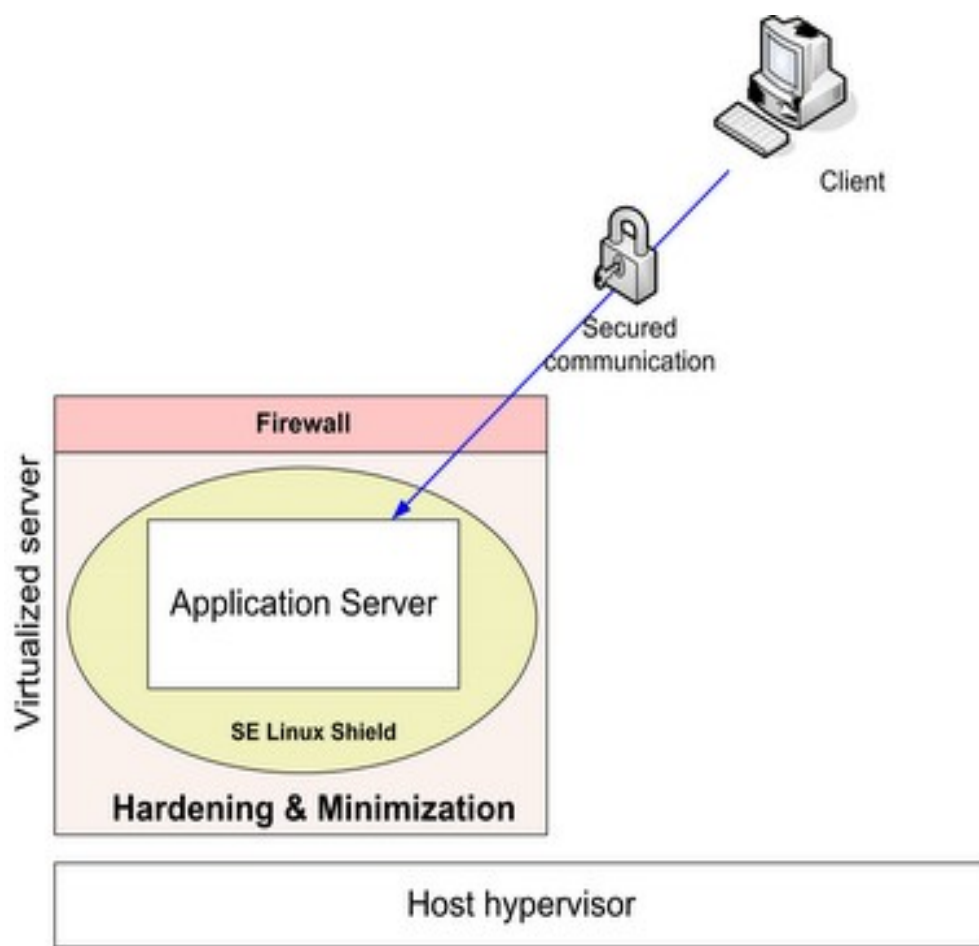 Client
Secured
communication
Firewall
Virtualized server
Application Server
SE Linux Shield
Hardening & Minimization
Host hypervisor